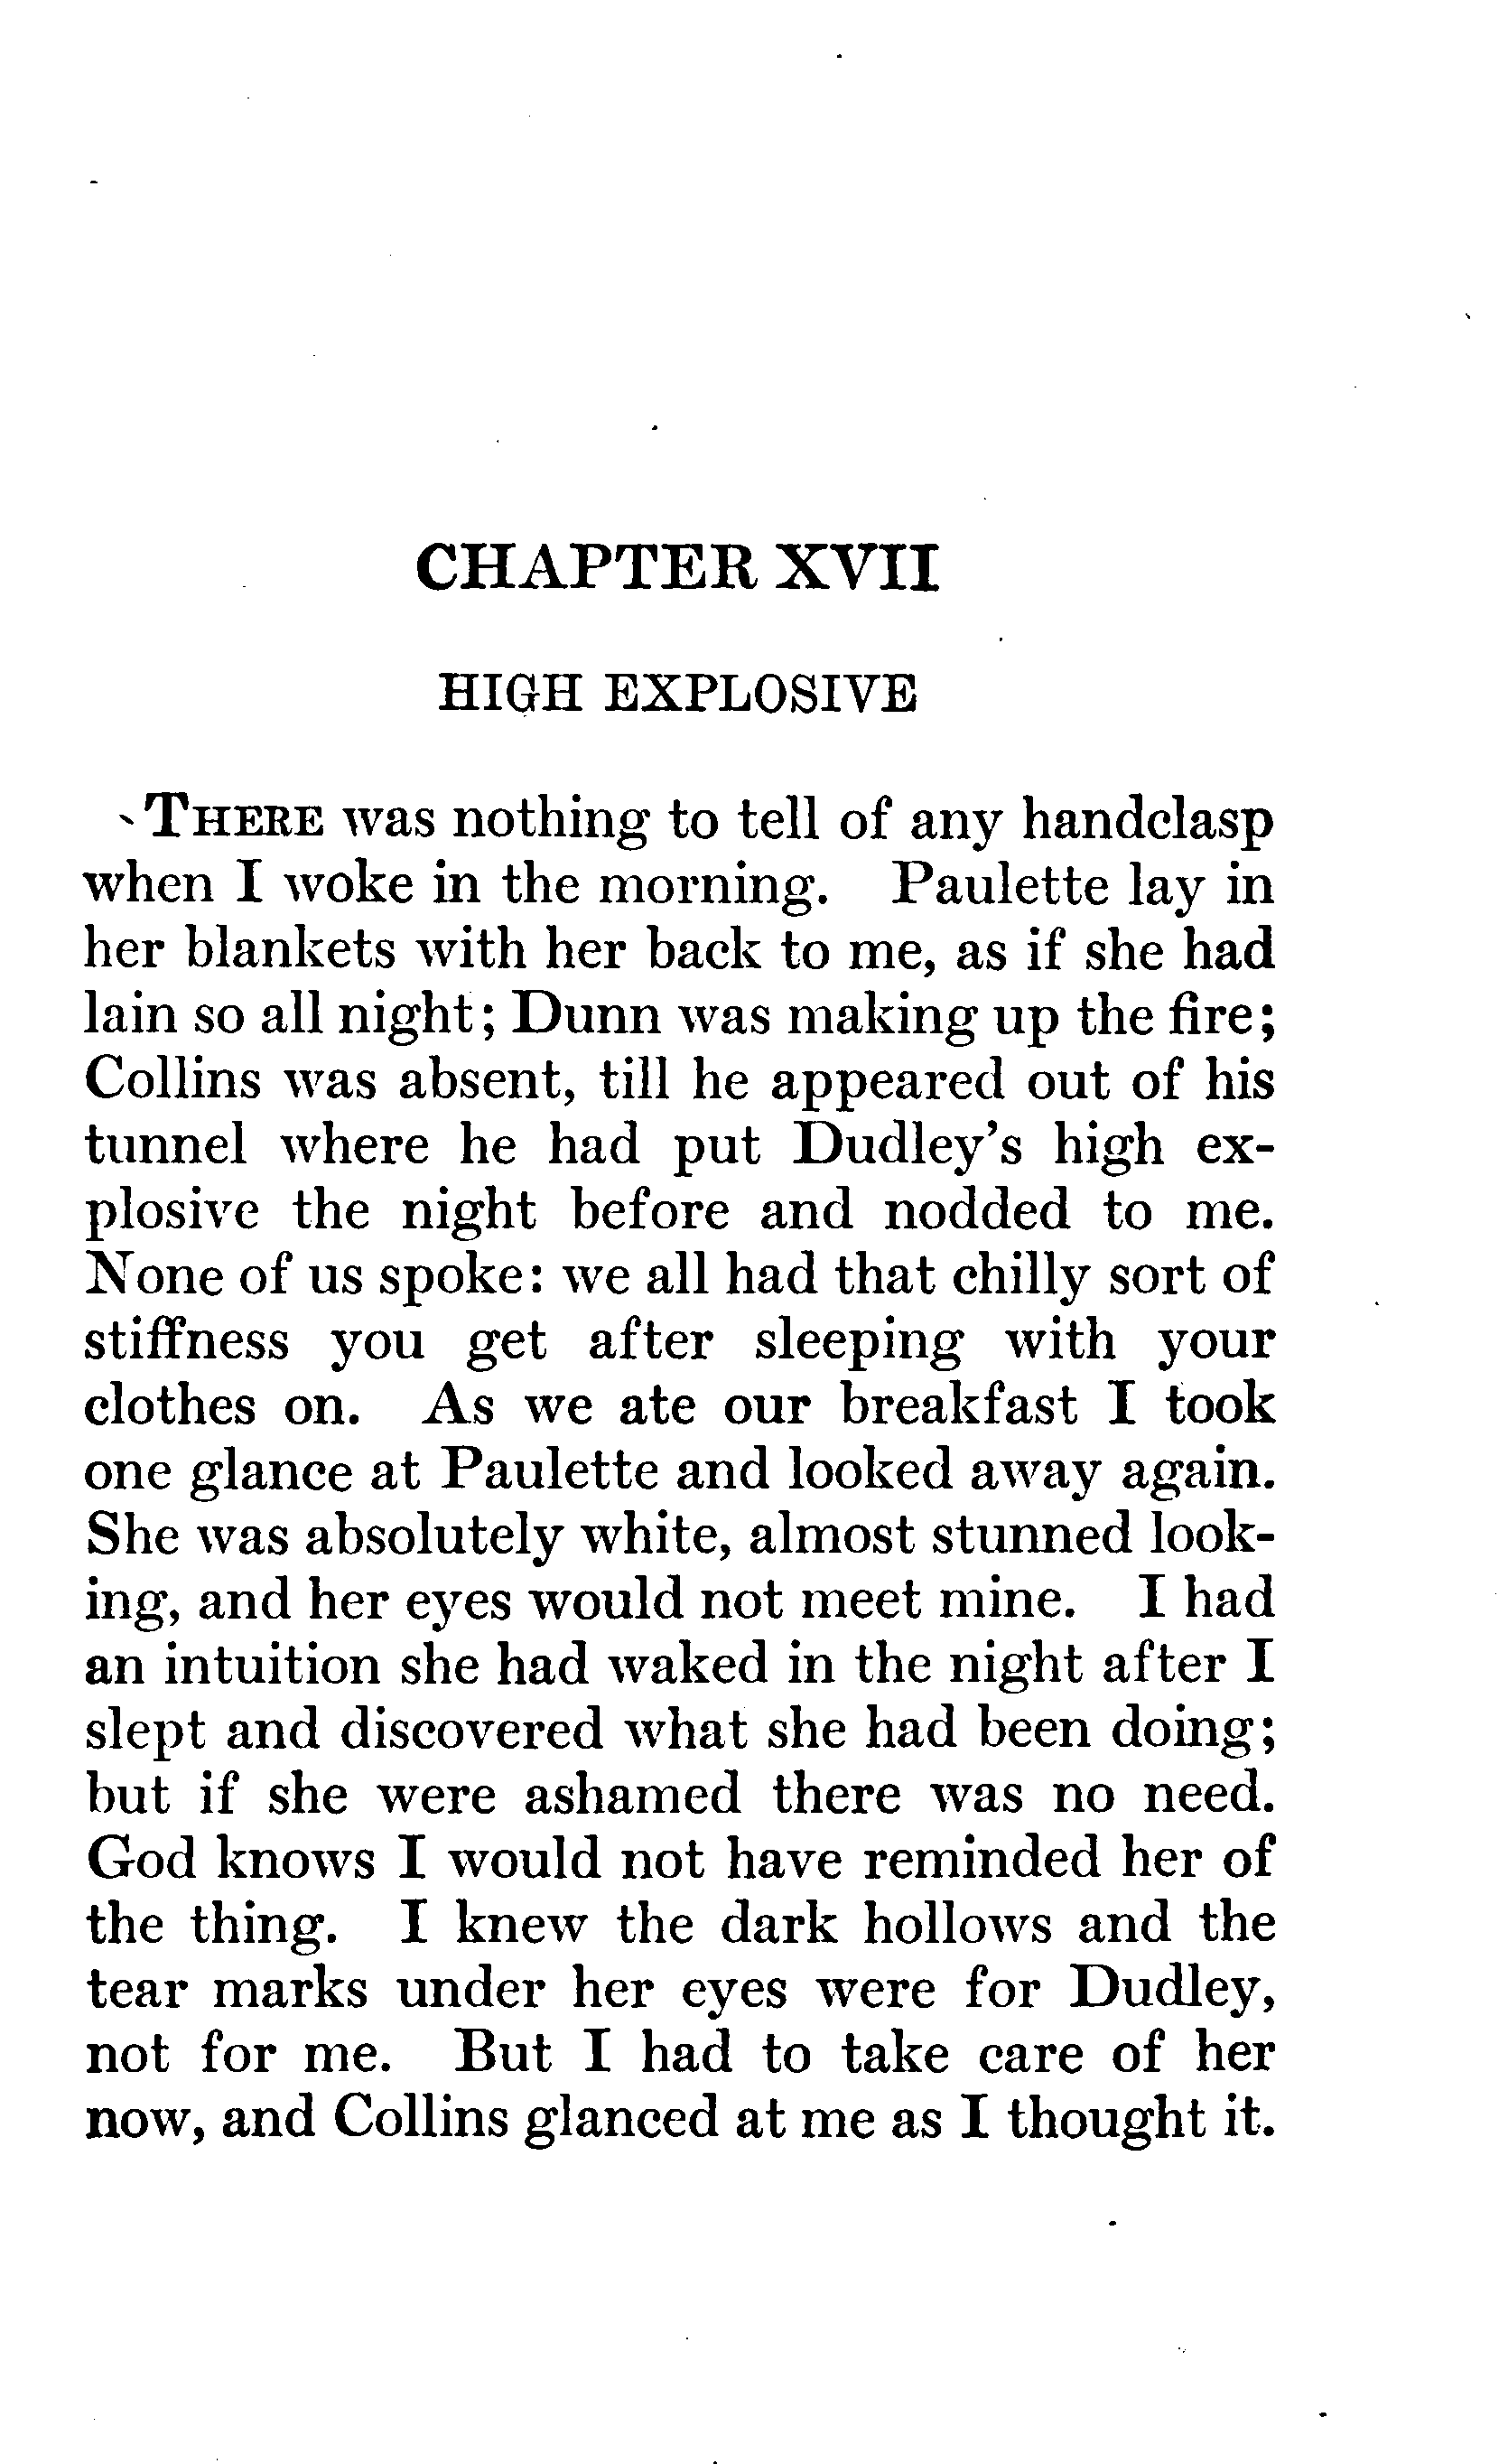 CHAPTER XVII
HIGH EXPLOSIVE
THERE was nothing to tell of any handclasp
when I woke in the morning. Paulette lay in
her blankets with her back to me, as if she had
lain so all night; Dunn was making up the fire;
Collins was absent, till he appeared out of his
tunnel where he had put Dudley's high ex-
plosive the night before and nodded to me.
None of us spoke: we all had that chilly sort of
stiffness you get after sleeping with your
clothes on. As we ate our breakfast I took
one glance at Paulette and looked away again.
She was absolutely white, almost stunned look-
ing, and her eyes would not meet mine. I had
an intuition she had waked in the night after I
slept and discovered what she had been doing;
but if she were ashamed there was no need.
God knows I would not have reminded her of
the thing. I knew the dark hollows and the
tear marks under her eyes were for Dudley,
not for me. But I had to take care of her
now, and Collins glanced at me as I thought it.